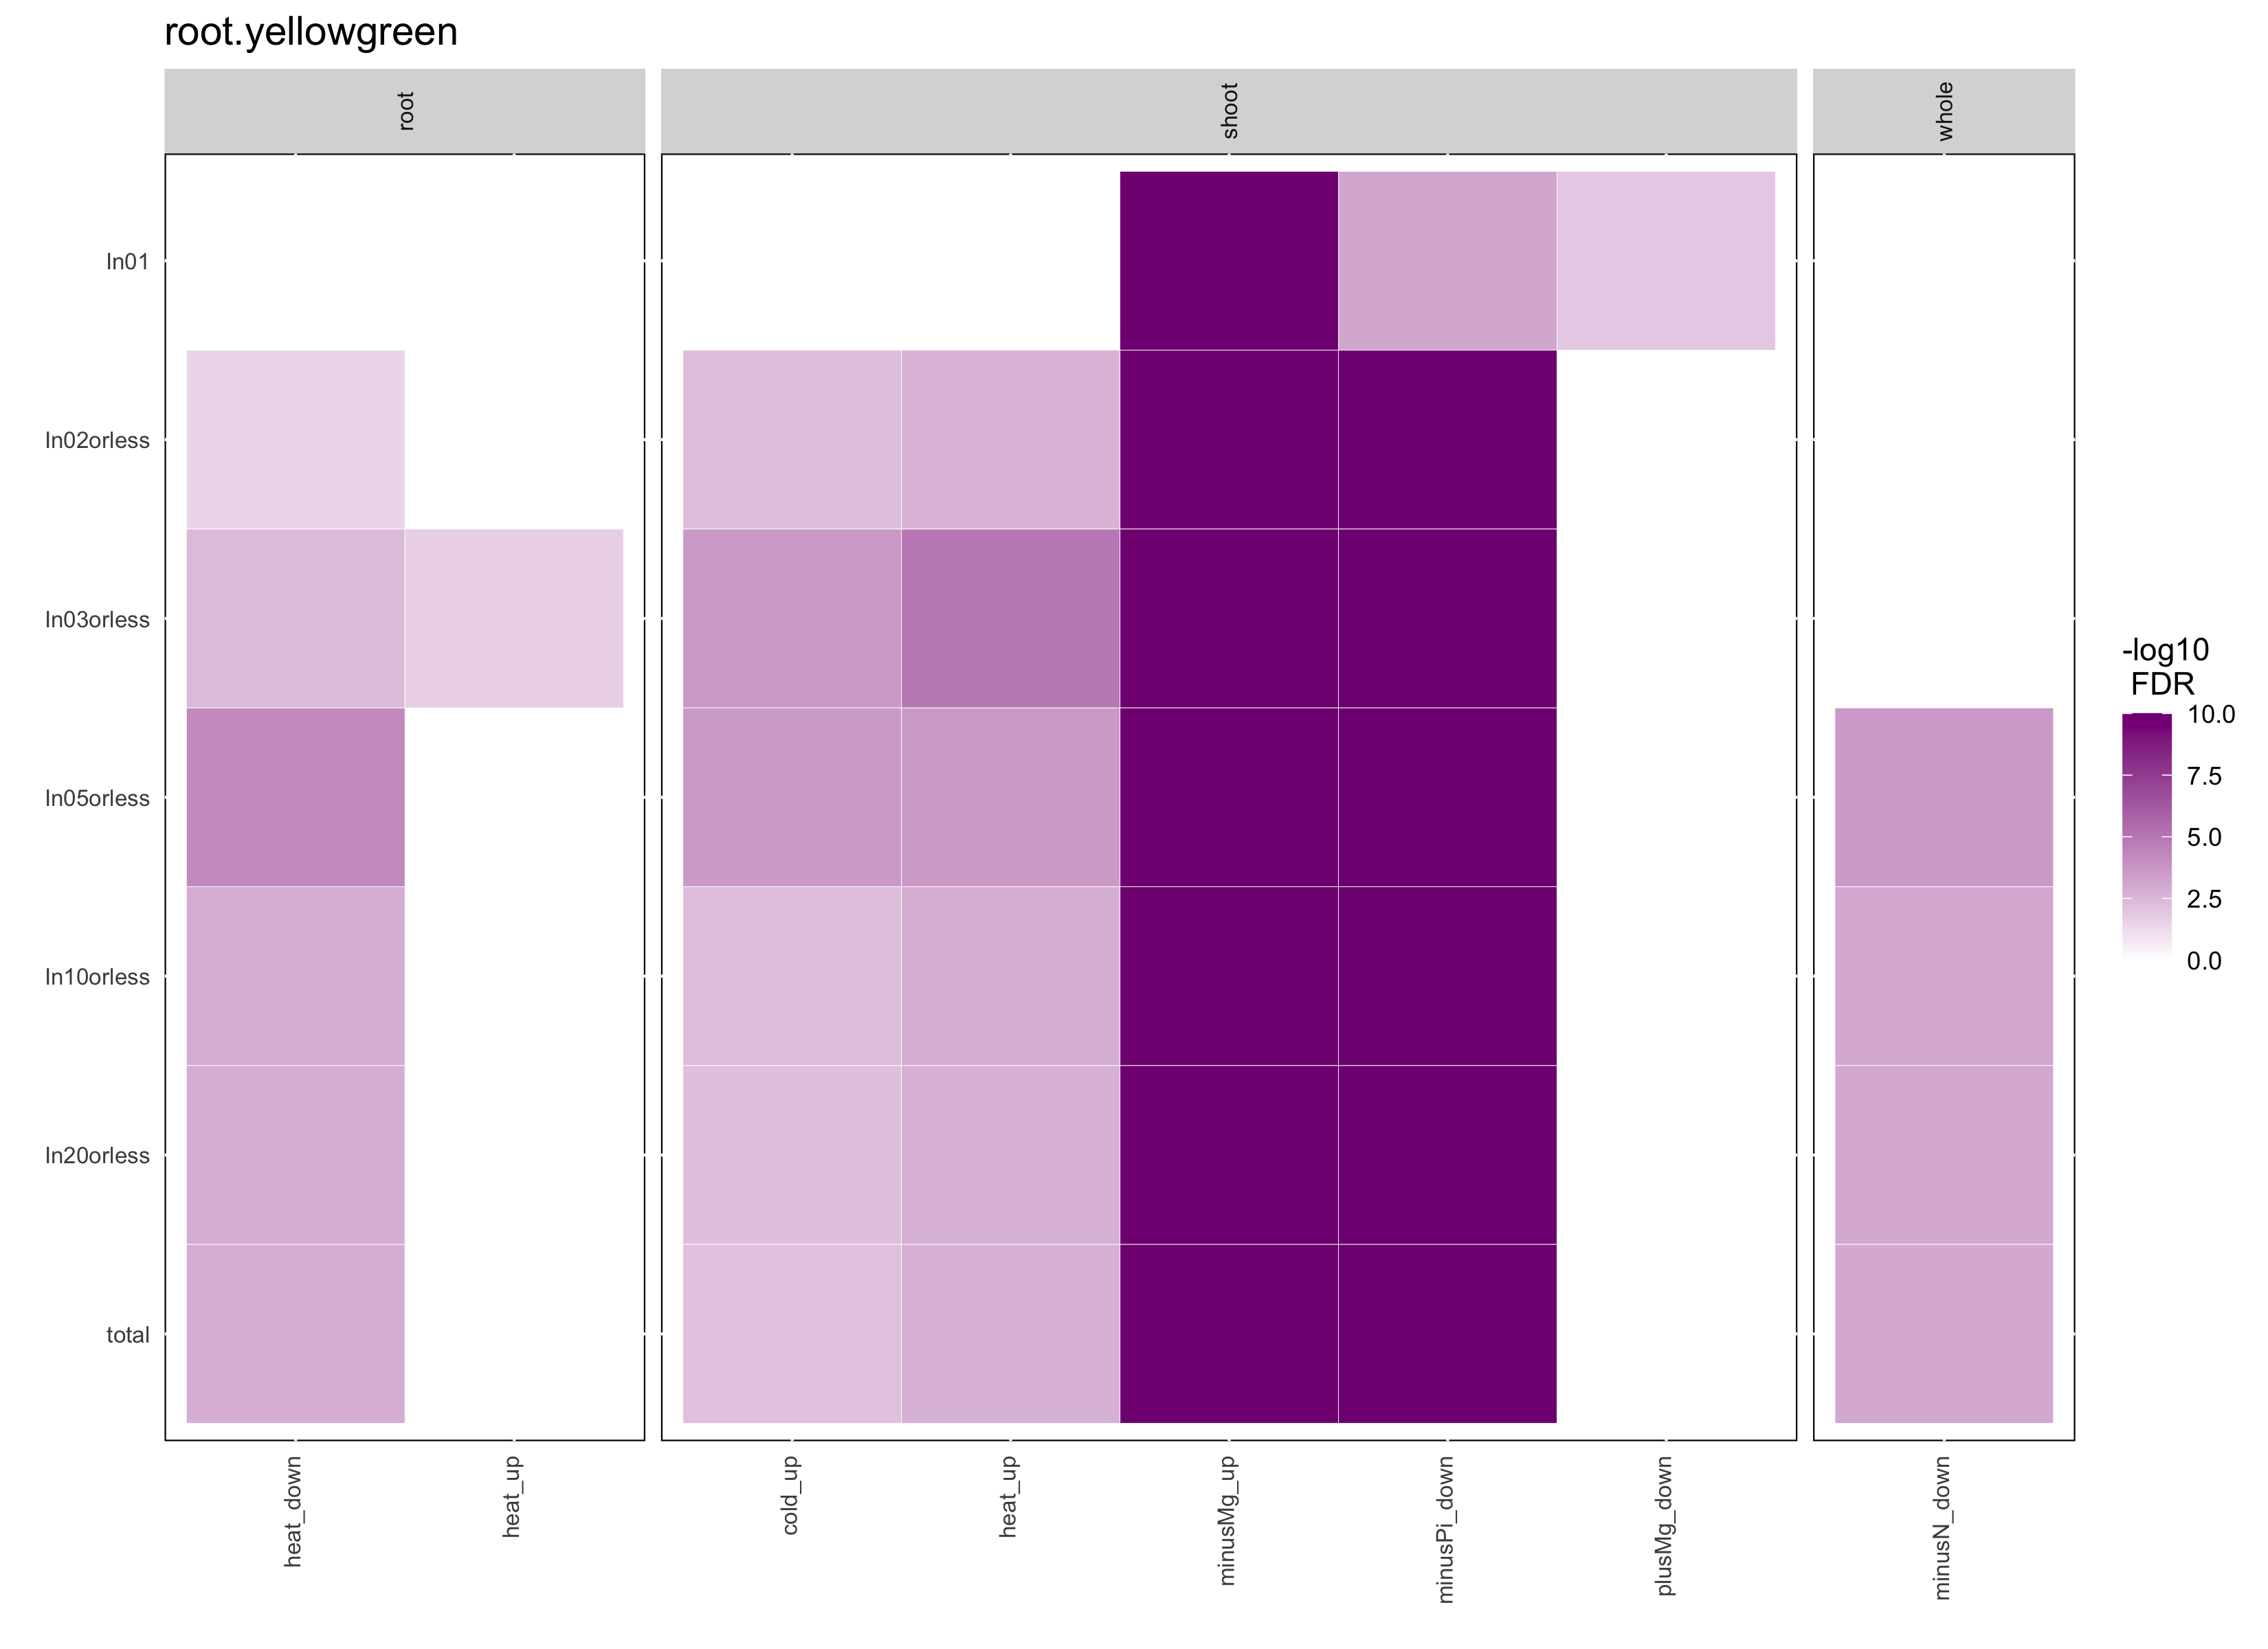 root.yellowgreen
root
shoot
whole
In01
In02orless
In03orless
In05orless
In10orless
In20orless
total
-log10
FDR
10.0
7.5
5.0
2.5
0.0
heat_down
heat_up
cold_up
heat_up
minusMg_up
minusPi_down
plusMg_down
minusN_down